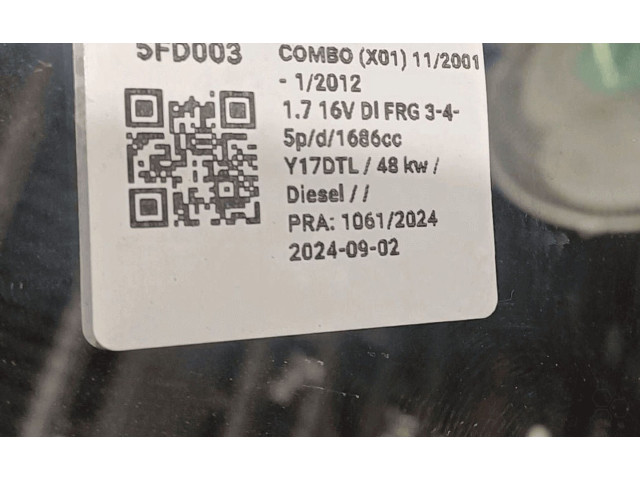 5FD003
COMBO (X01) 11/2001
- 1/2012
1.7 16V DI FRG 3-4-
5p/d/1686cc
Y17DTL / 48 kw /
Diesel / /
PRA: 1061/2024
2024-09-02